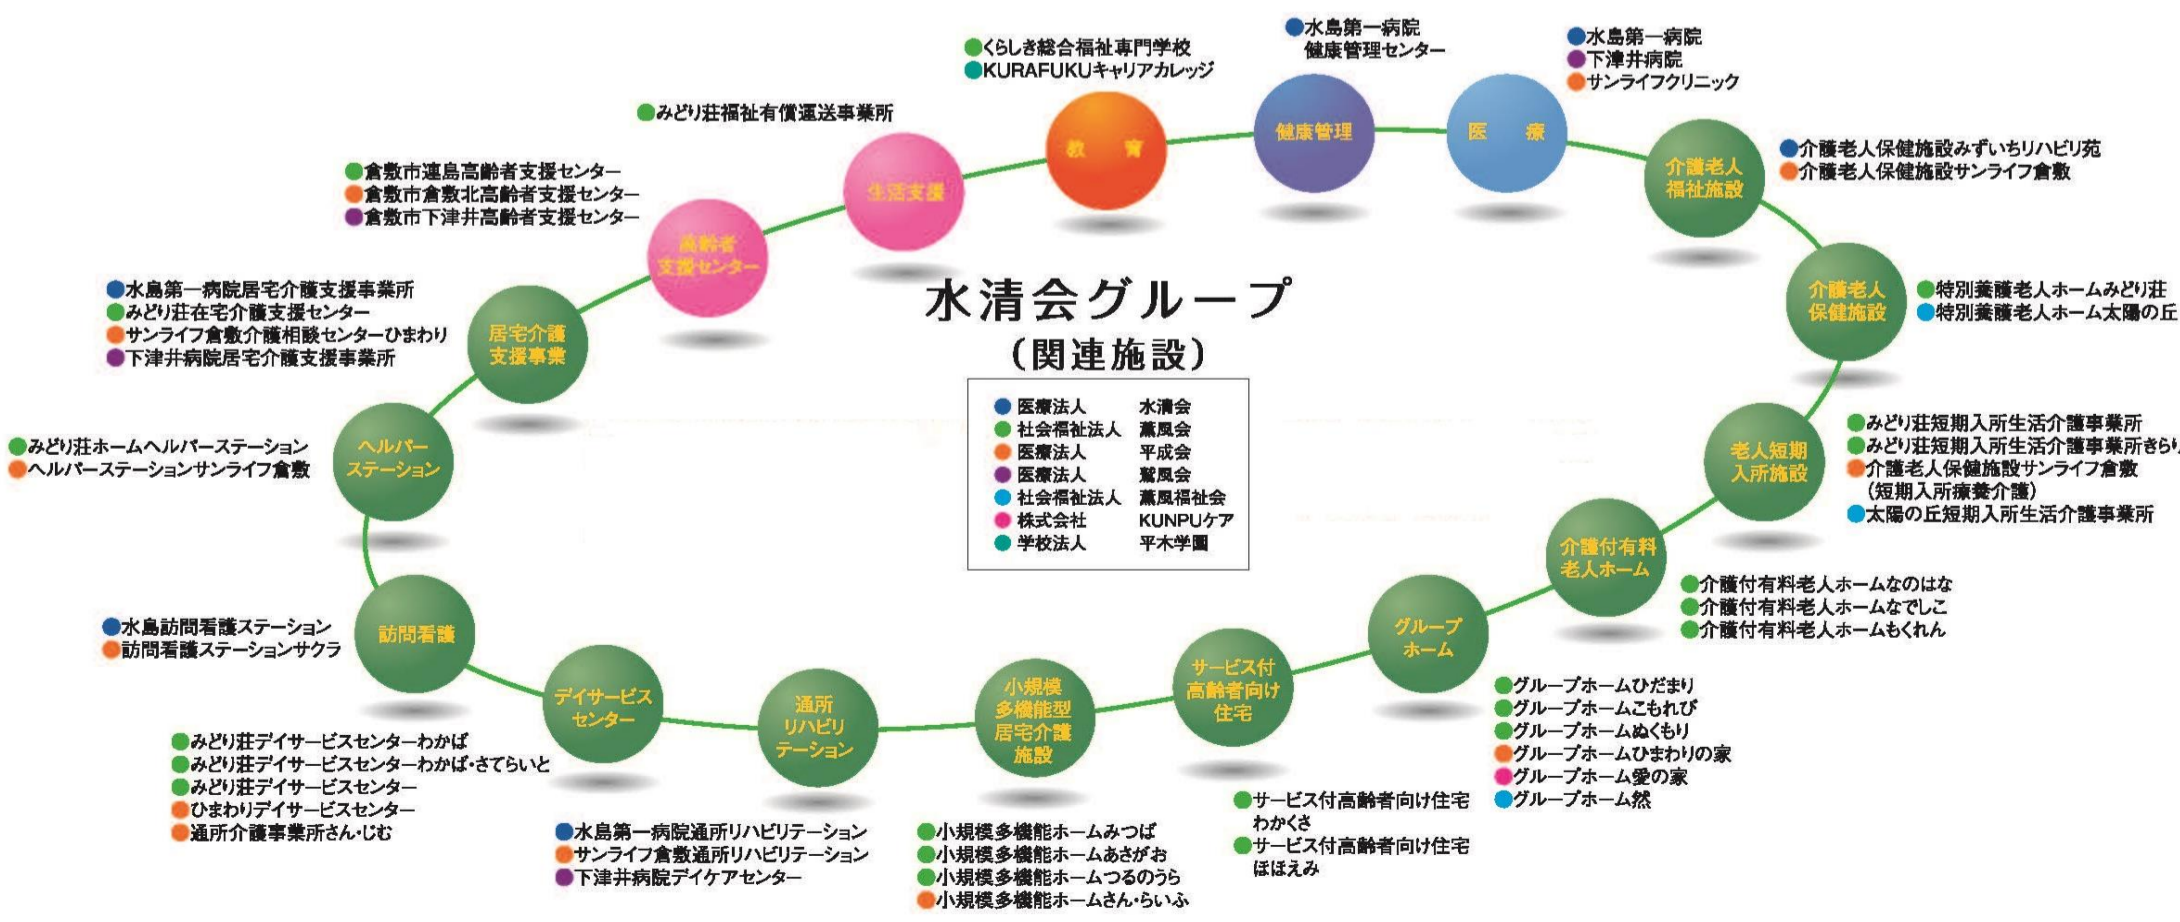 水清会グループ
(関連施設)
医療法人 水清会
社会福祉法人 薫風会
医療法人 平成会
医療法人 鷲風会
社会福祉法人 薫風福祉会
株式会社 KUNPUケア
学校法人 平木学園
くらしき総合福祉専門学校
KURAFUKUキャリアカレッジ
教 育
水島第一病院
健康管理センター
健康管理
水島第一病院
下津井病院
サンライフクリニック
医 療
介護老人
福祉施設
介護老人保健施設みずいちリハビリ苑
介護老人保健施設サンライフ倉敷
介護老人
保健施設
特別養護老人ホームみどり荘
特別養護老人ホーム太陽の丘
老人短期
入所施設
みどり荘短期入所生活介護事業所
みどり荘短期入所生活介護事業所きらり
介護老人保健施設サンライフ倉敷
(短期入所療養介護)
太陽の丘短期入所生活介護事業所
介護付有料
老人ホーム
介護付有料老人ホームなのはな
介護付有料老人ホームなでしこ
介護付有料老人ホームもくれん
グループ
ホーム
グループホームひだまり
グループホームこもれび
グループホームぬくもり
グループホームひまわりの家
グループホーム愛の家
グループホーム然
サービス付
高齢者向け
住宅
サービス付高齢者向け住宅
わかくさ
サービス付高齢者向け住宅
ほほえみ
小規模
多機能型
居宅介護
施設
小規模多機能ホームみつば
小規模多機能ホームあさがお
小規模多機能ホームつるのうら
小規模多機能ホームさん・らいふ
通所
リハビリ
テーション
水島第一病院通所リハビリテーション
サンライフ倉敷通所リハビリテーション
下津井病院デイケアセンター
デイサービス
センター
みどり荘デイサービスセンターわかば
みどり荘デイサービスセンターわかば・さてらいと
みどり荘デイサービスセンター
ひまわりデイサービスセンター
通所介護事業所さん・じむ
訪問看護
水島訪問看護ステーション
訪問看護ステーションサクラ
ヘルパー
ステーション
みどり荘ホームヘルパーステーション
ヘルパーステーションサンライフ倉敷
居宅介護
支援事業
水島第一病院居宅介護支援事業所
みどり荘在宅介護支援センター
サンライフ倉敷介護相談センターひまわり
下津井病院居宅介護支援事業所
高齢者
支援センター
倉敷市連島高齢者支援センター
倉敷市倉敷北高齢者支援センター
倉敷市下津井高齢者支援センター
生活支援
みどり荘福祉有償運送事業所